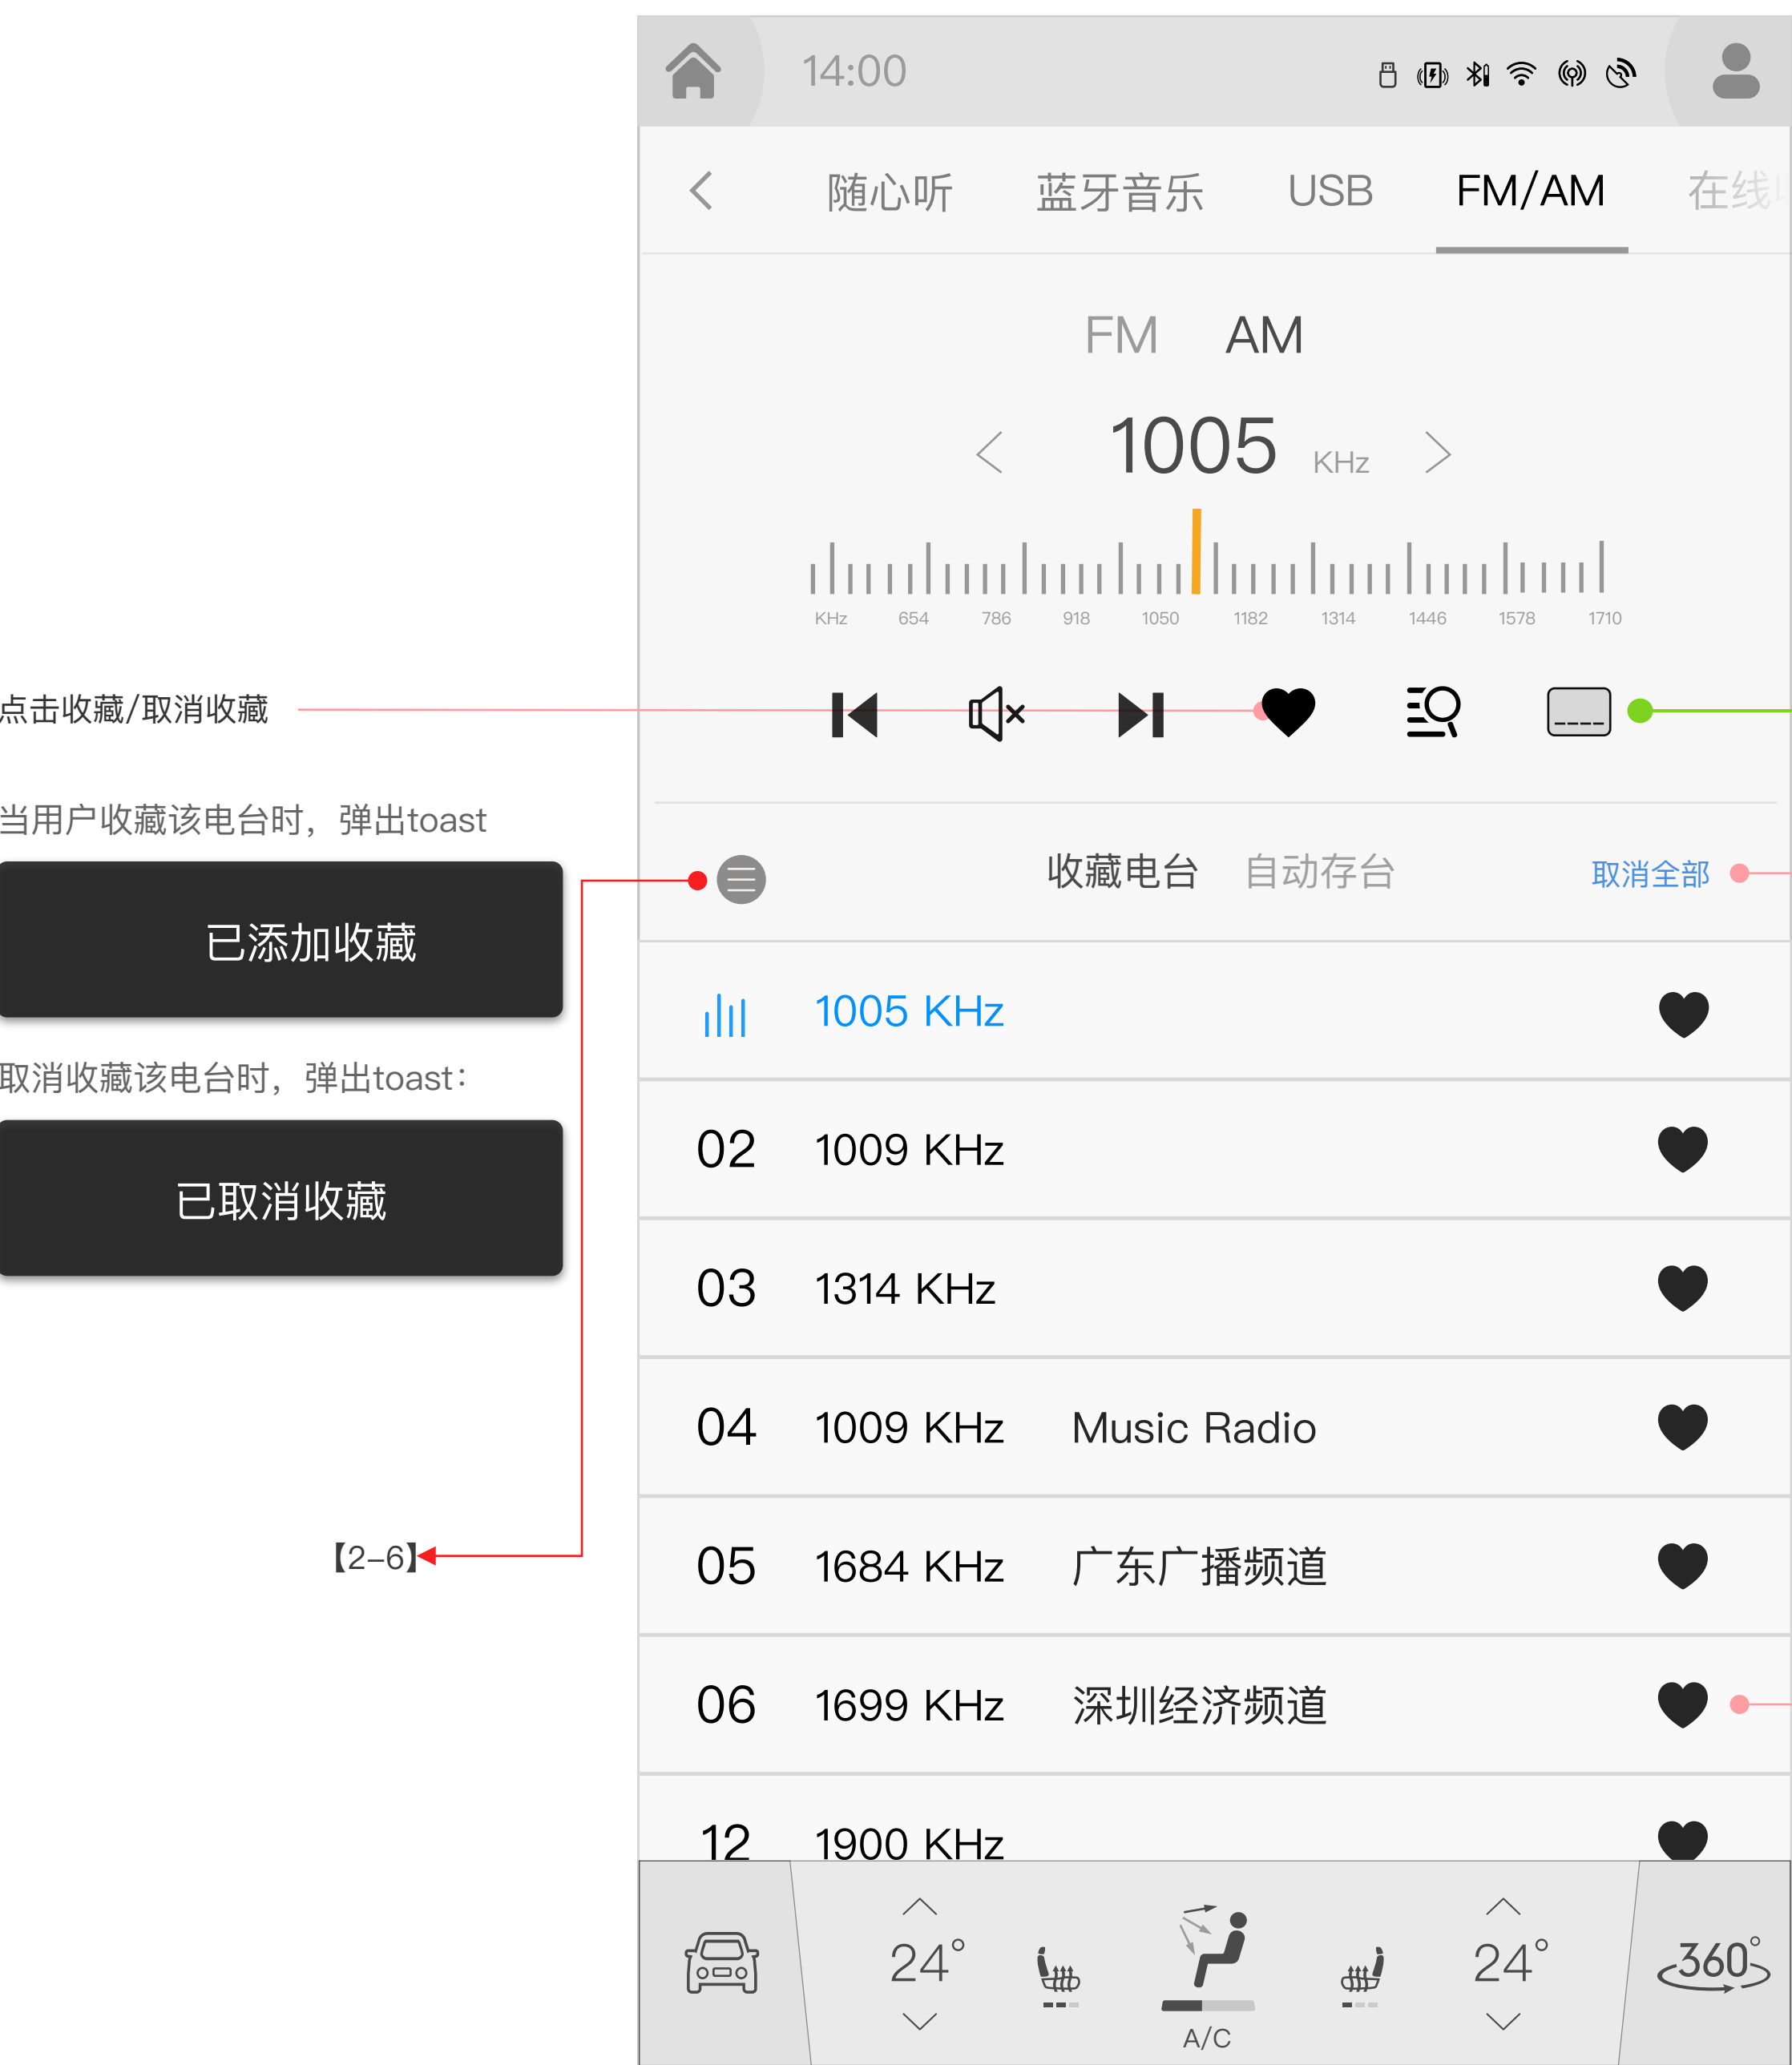 14:00
随心听 蓝牙音乐 USB FM/AM 在线
FM AM
1005 KHz
KHz 654 786 918 1050 1182 1314 1446 1578 1710
点击收藏/取消收藏
当用户收藏该电台时，弹出toast
已添加收藏
取消收藏该电台时，弹出toast：
已取消收藏
【2-6】
收藏电台 自动存台 取消全部
1005 KHz
02 1009 KHz
03 1314 KHz
04 1009 KHz Music Radio
05 1684 KHz 广东广播频道
06 1699 KHz 深圳经济频道
12 1900 KHz
24° 24° 360°
A/C